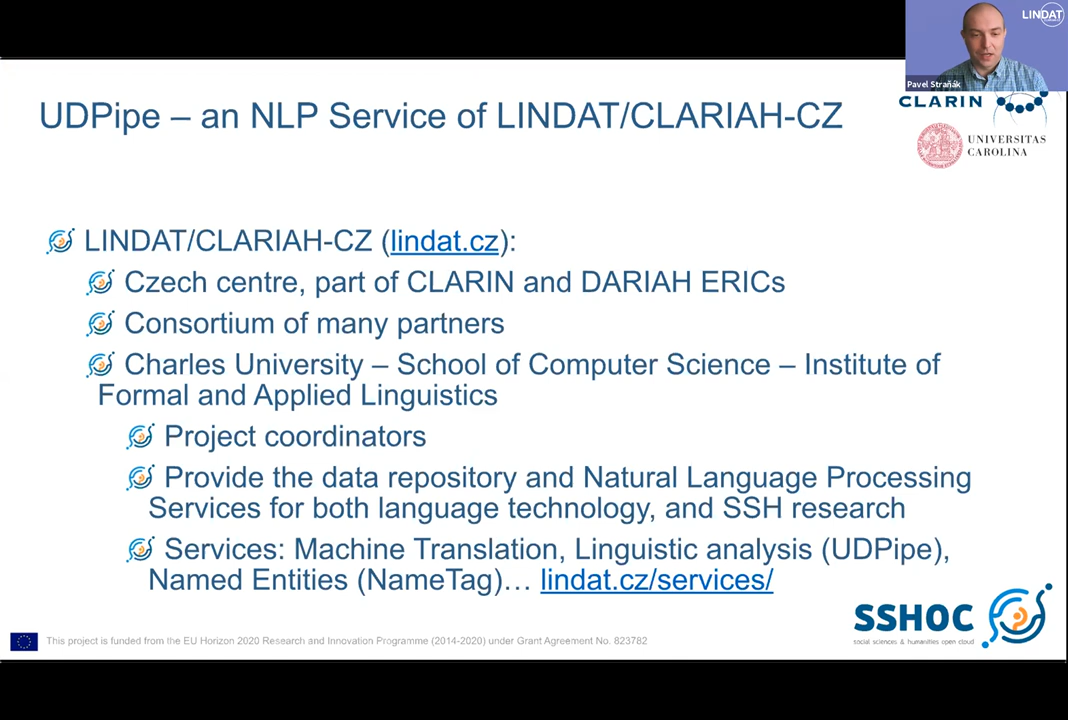 LINDAT
Pavel Straňák
CLARIN
UNIVERSITAS
CAROLINA
UDPipe – an NLP Service of LINDAT/CLARIAH-CZ
LINDAT/CLARIAH-CZ (lindat.cz):
Czech centre, part of CLARIN and DARIAH ERICs
Consortium of many partners
Charles University – School of Computer Science – Institute of
Formal and Applied Linguistics
Project coordinators
Provide the data repository and Natural Language Processing
Services for both language technology, and SSH research
Services: Machine Translation, Linguistic analysis (UDPipe),
Named Entities (NameTag)… lindat.cz/services/
SSHOC
social sciences & humanities open cloud
This project is funded from the EU Horizon 2020 Research and Innovation Programme (2014-2020) under Grant Agreement No. 823782